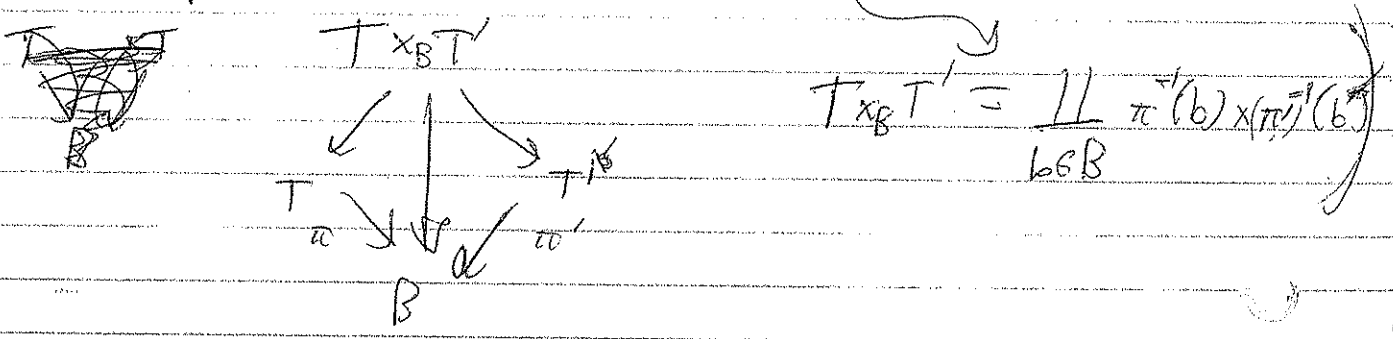 T ×_B T'
T ×_B T' = ∐_{b∈B} π⁻¹(b) × (π')⁻¹(b)
T T'
π π'
B